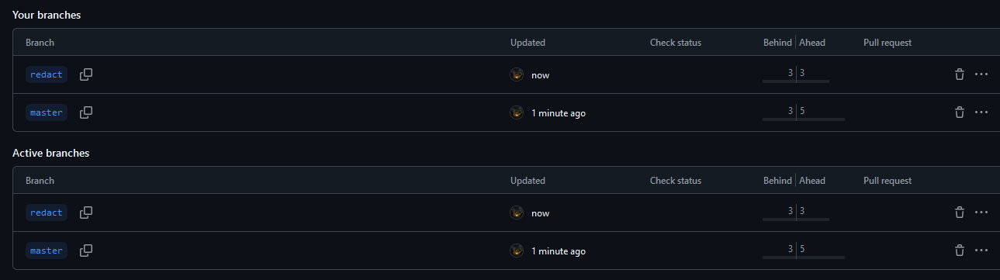 Your branches
Branch Updated Check status Behind Ahead Pull request
redact now 3 3
master 1 minute ago 3 5
Active branches
Branch Updated Check status Behind Ahead Pull request
redact now 3 3
master 1 minute ago 3 5